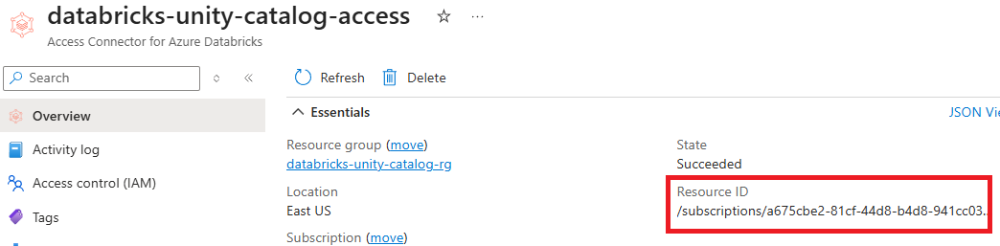 databricks-unity-catalog-access
Access Connector for Azure Databricks
Search
Refresh Delete
Overview
Essentials
JSON Vie
Activity log
Resource group (move)
State
databricks-unity-catalog-rg
Succeeded
Access control (IAM)
Location
Resource ID
East US
/subscriptions/a675cbe2-81cf-44d8-b4d8-941cc03...
Tags
Subscription (move)